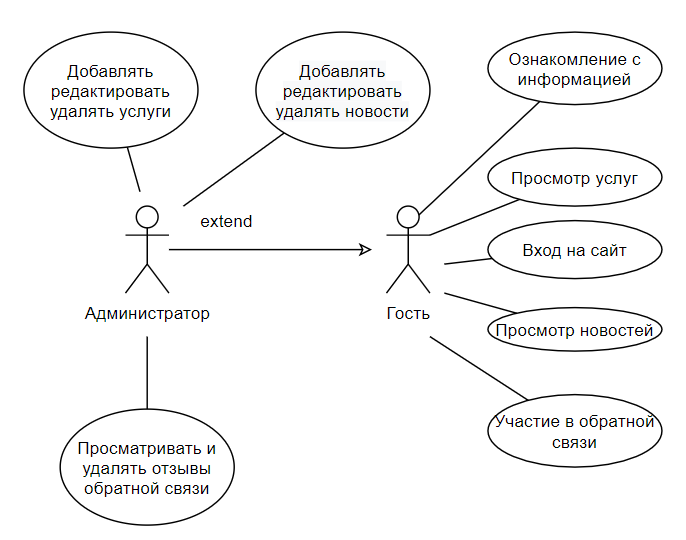 Добавлять
редактировать
удалять услуги
Добавлять
редактировать
удалять новости
Ознакомление с
информацией
Просмотр услуг
extend
Вход на сайт
Администратор
Гость
Просмотр новостей
Участие в обратной
связи
Просматривать и
удалять отзывы
обратной связи